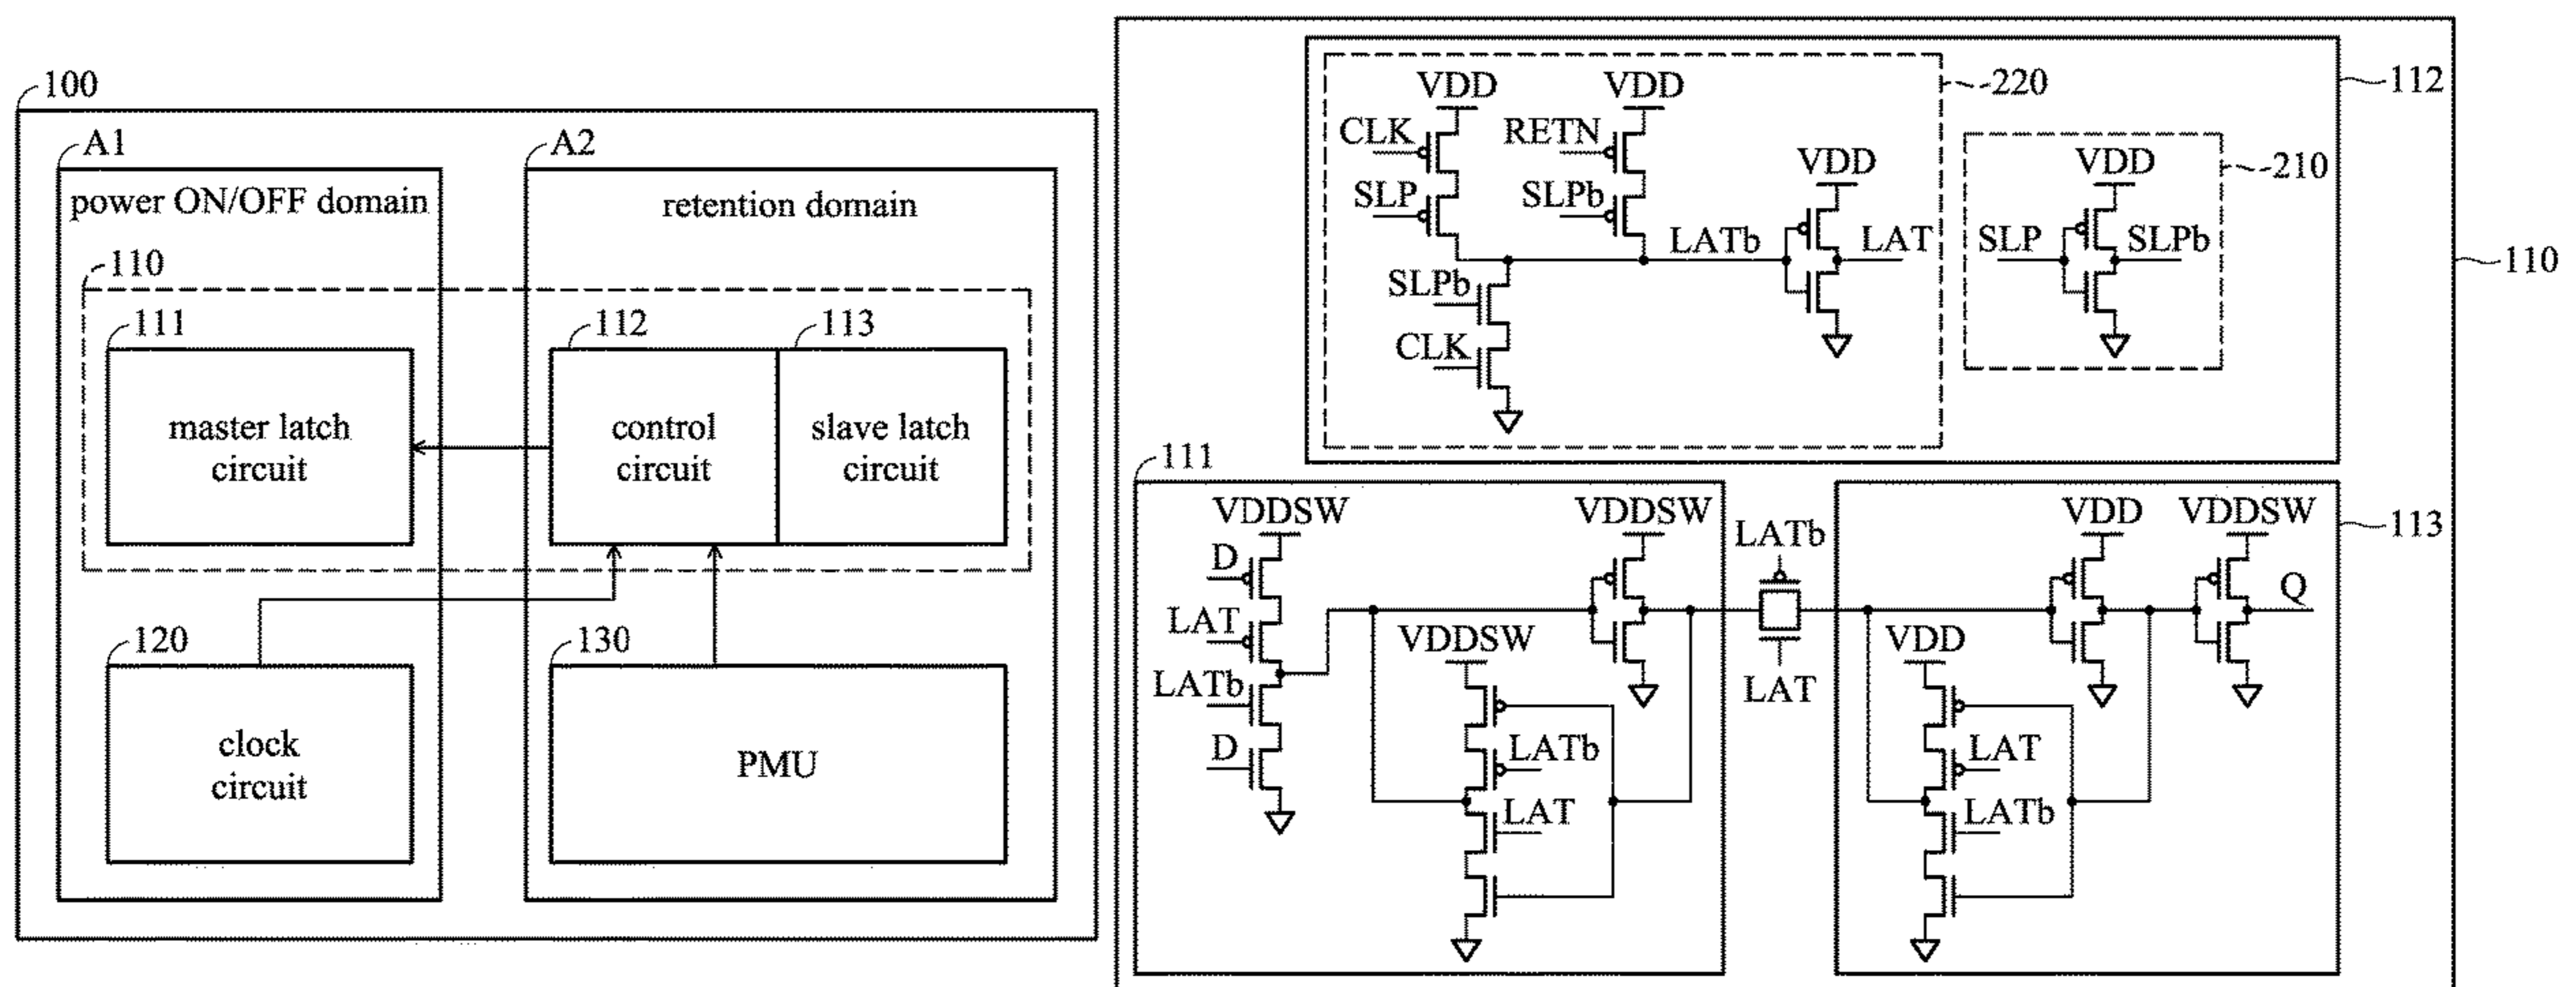 100
A1
A2
power ON/OFF domain
retention domain
110
111
112
113
master latch
circuit
control
circuit
slave latch
circuit
120
130
clock
circuit
PMU
VDD
VDD
220
112
CLK
RETN
VDD
VDD
210
SLP
SLPb
LATb
LAT
SLP
SLPb
110
SLPb
CLK
111
VDDSW
VDDSW
LATb
VDD
VDDSW
113
D
Q
LAT
VDDSW
VDD
LATb
LAT
D
LATb
LAT
LAT
LATb